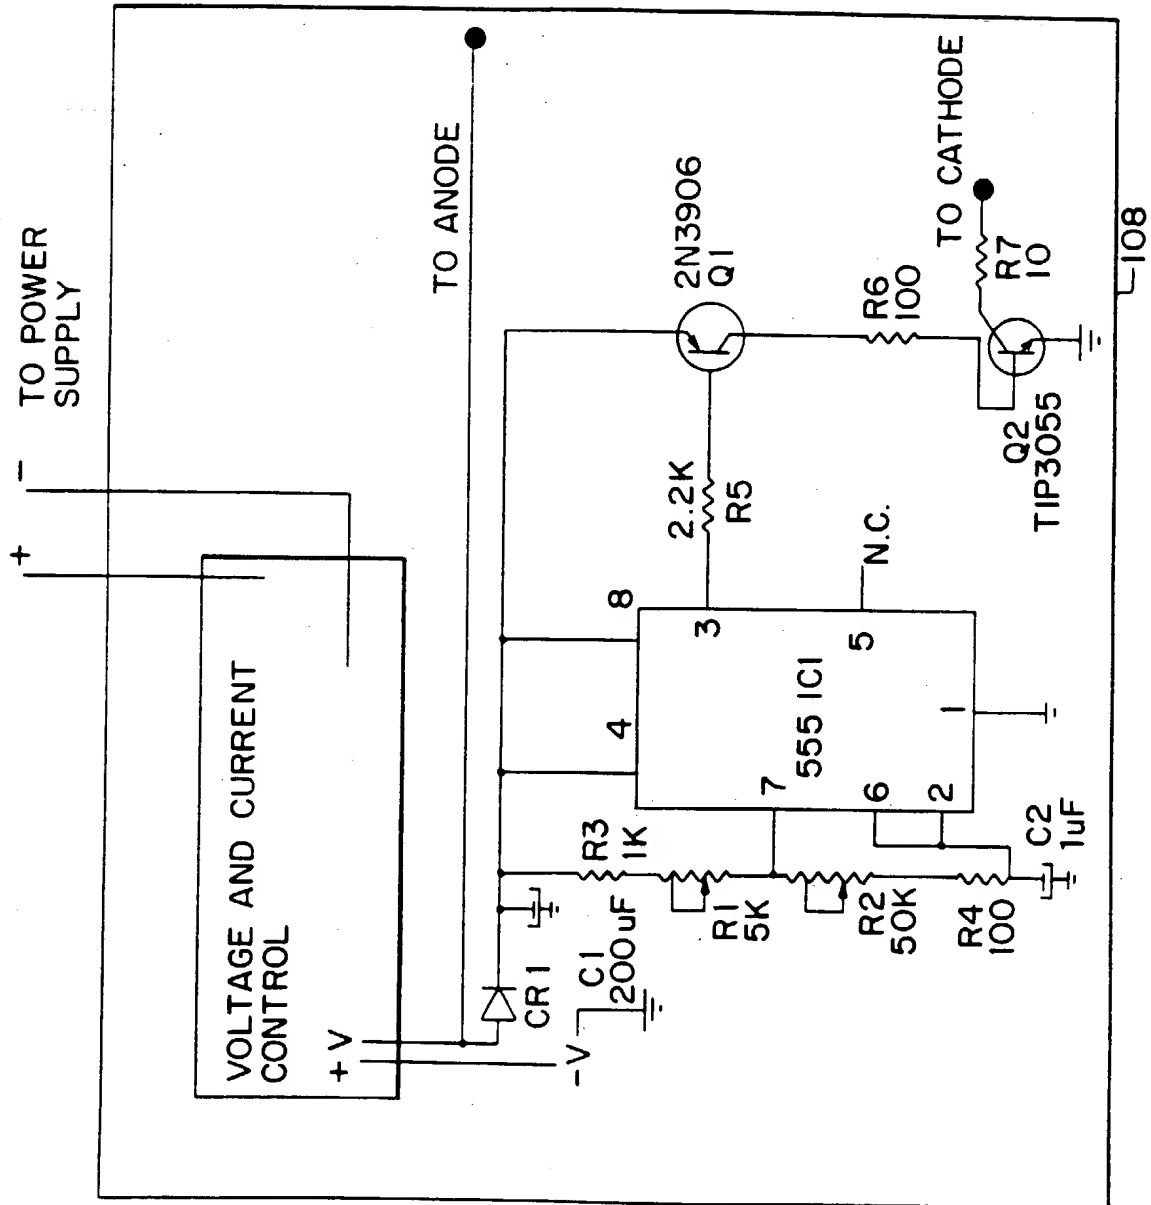 TO POWER
SUPPLY
+
−
VOLTAGE AND CURRENT
CONTROL
+ V
-V
TO ANODE
CR1
C1
200uF
R3
1K
R1
5K
R2
50K
R4
100
C2
1uF
4
8
7
6
2
3
5
1
555 IC1
N.C.
2.2K
R5
2N3906
Q1
R6
100
Q2
TIP3055
R7
10
TO CATHODE
108